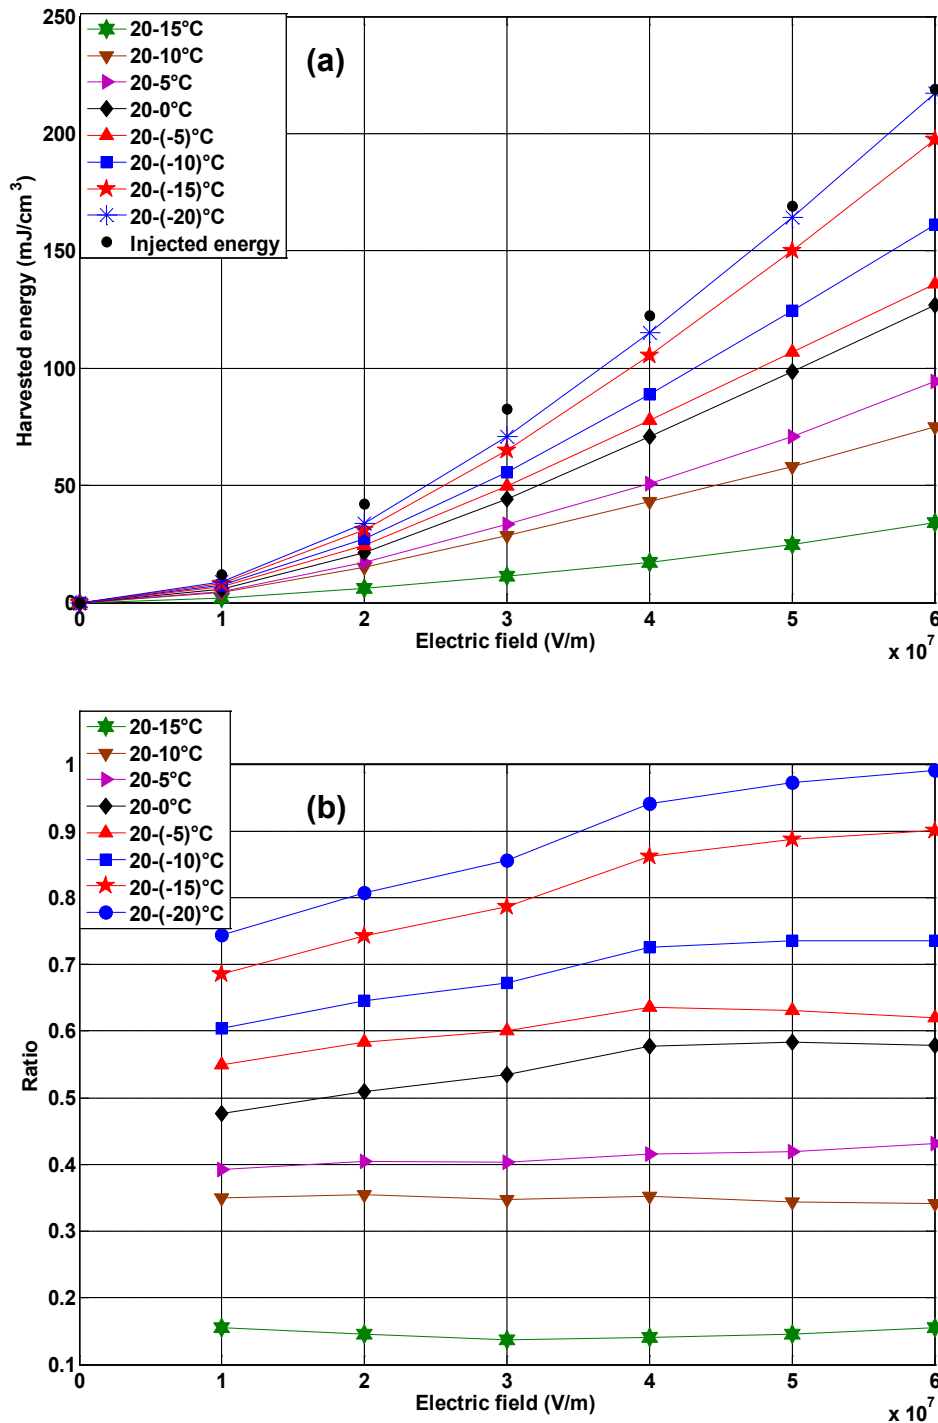 250
200
150
100
50
0
Harvested energy (mJ/cm³)
20-15°C
20-10°C
20-5°C
20-0°C
20-(-5)°C
20-(-10)°C
20-(-15)°C
20-(-20)°C
Injected energy
(a)
0 1 2 3 4 5 6
Electric field (V/m)
x 10⁷
20-15°C
20-10°C
20-5°C
20-0°C
20-(-5)°C
20-(-10)°C
20-(-15)°C
20-(-20)°C
(b)
1
0.9
0.8
0.7
0.6
0.5
0.4
0.3
0.2
0.1
Ratio
0 1 2 3 4 5 6
Electric field (V/m)
x 10⁷